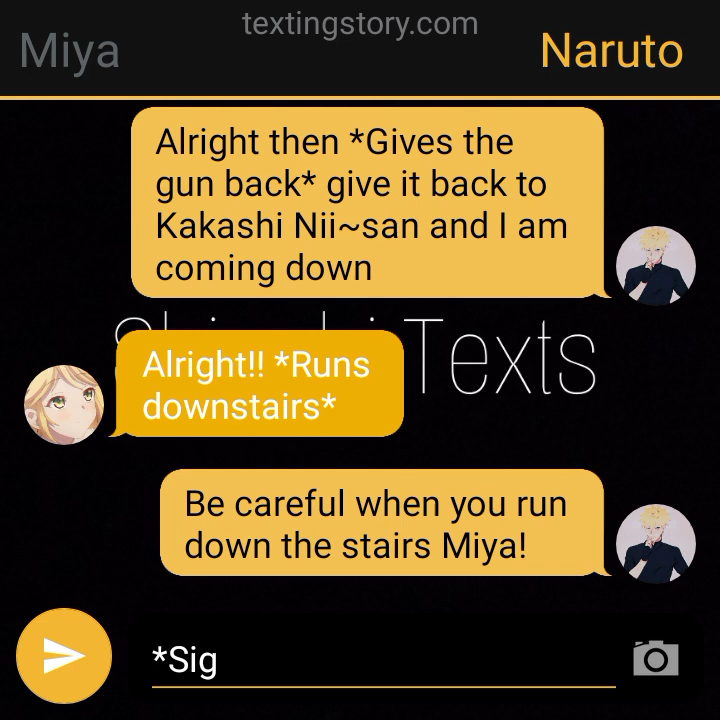 textingstory.com
Miya
Naruto
Alright then *Gives the
gun back* give it back to
Kakashi Nii~san and I am
coming down
Texts
Alright!! *Runs
downstairs*
Be careful when you run
down the stairs Miya!
*Sig